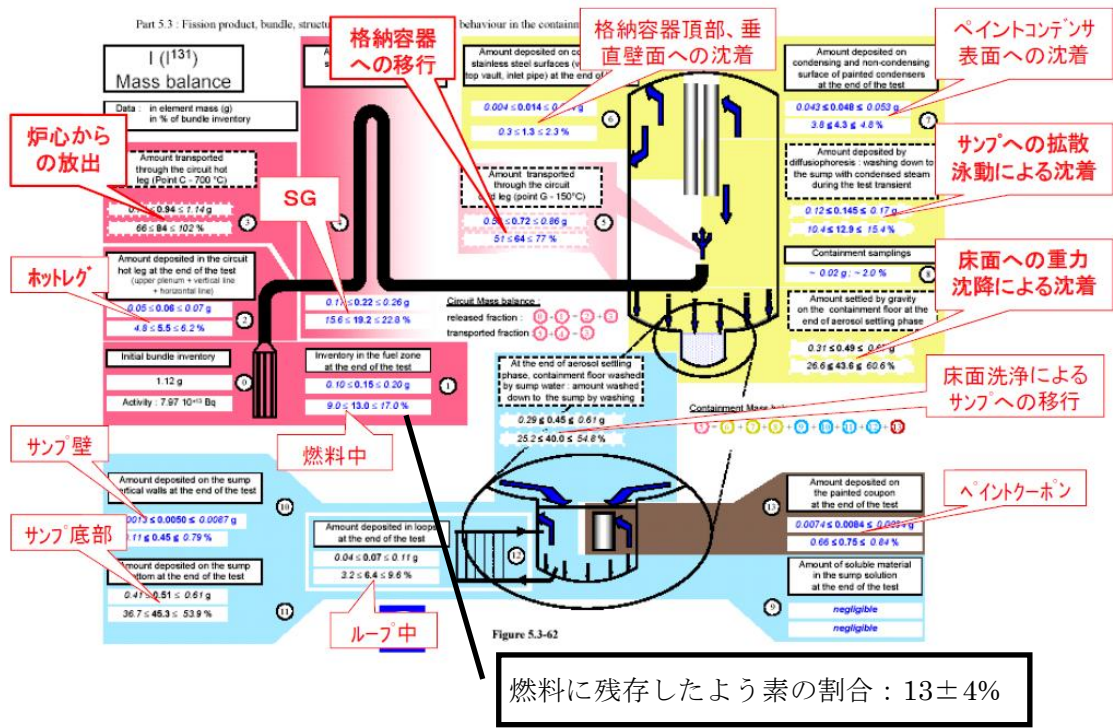 Part 5.3 : Fission product, bundle, structu
behaviour in the containm
I (I¹³¹)
Mass balance
Data : in element mass (g)
in % of bundle inventory
格納容器
への移行
格納容器頂部、垂
直壁面への沈着
Amount deposited on co
stainless steel surfaces (v
top vault, inlet pipe) at the end of te
0.004 ≤ 0.014 ≤
0.3 ≤ 1.3 ≤ 2.3 %
6
Amount deposited on
condensing and non-condensing
surface of painted condensers
at the end of the test
0.043 ≤ 0.048 ≤ 0.053 g
3.8 ≤ 4.3 ≤ 4.8 %
7
ペイントコンデンサ
表面への沈着
炉心から
の放出
Amount transported
through the circuit hot
leg (Point C - 700 °C)
0.94 ≤ 1.14 g
66 ≤ 84 ≤ 102 %
3
SG
4
Amount transported
through the circuit
leg (point G - 150°C)
0.72 ≤ 0.86 g
51 ≤ 64 ≤ 77 %
5
Amount deposited by
diffusiophoresis : washing down to
the sump with condensed steam
during the test transient
0.12 ≤ 0.145 ≤ 0.17 g
10.4 ≤ 12.9 ≤ 15.4 %
サンプへの拡散
泳動による沈着
Containment samplings
~ 0.02 g ; ~ 2.0 %
8
ホットレグ
Amount deposited in the circuit
hot leg at the end of the test
(upper plenum + vertical line
+ horizontal line)
0.05 ≤ 0.06 ≤ 0.07 g
4.8 ≤ 5.5 ≤ 6.2 %
2
0.22 ≤ 0.26 g
15.6 ≤ 19.2 ≤ 22.8 %
Circuit Mass balance :
released fraction :
transported fraction :
Amount settled by gravity
on the containment floor at the
end of aerosol settling phase
0.31 ≤ 0.49 ≤
26.6 ≤ 43.6 ≤ 60.6 %
床面への重力
沈降による沈着
Initial bundle inventory
1.12 g
Activity : 7.97 10⁺¹³ Bq
0
Inventory in the fuel zone
at the end of the test
0.10 ≤ 0.15 ≤ 0.20 g
9.0 ≤ 13.0 ≤ 17.0 %
1
燃料中
At the end of aerosol settling
phase, containment floor washed
by sump water : amount washed
down to the sump by washing
0.29 ≤ 0.45 ≤ 0.61 g
25.2 ≤ 40.0 ≤ 54.8 %
Containment Mass
床面洗浄による
サンプへの移行
サンプ壁
Amount deposited on the sump
vertical walls at the end of the test
0.0050 ≤ 0.0087 g
0.45 ≤ 0.79 %
10
サンプ底部
Amount deposited on the sump
bottom at the end of the test
0.41 ≤ 0.51 ≤ 0.61 g
36.7 ≤ 45.3 ≤ 53.9 %
11
Amount deposited in loops
at the end of the test
0.04 ≤ 0.07 ≤ 0.11 g
3.2 ≤ 6.4 ≤ 9.6 %
12
ループ中
13
Amount deposited on
the painted coupon
at the end of the test
0.0074 ≤ 0.0084 ≤
0.66 ≤ 0.75 ≤ 0.84 %
ペイントクーポン
Amount of soluble material
in the sump solution
at the end of the test
9
negligible
negligible
Figure 5.3-62
燃料に残存したよう素の割合：13±4%